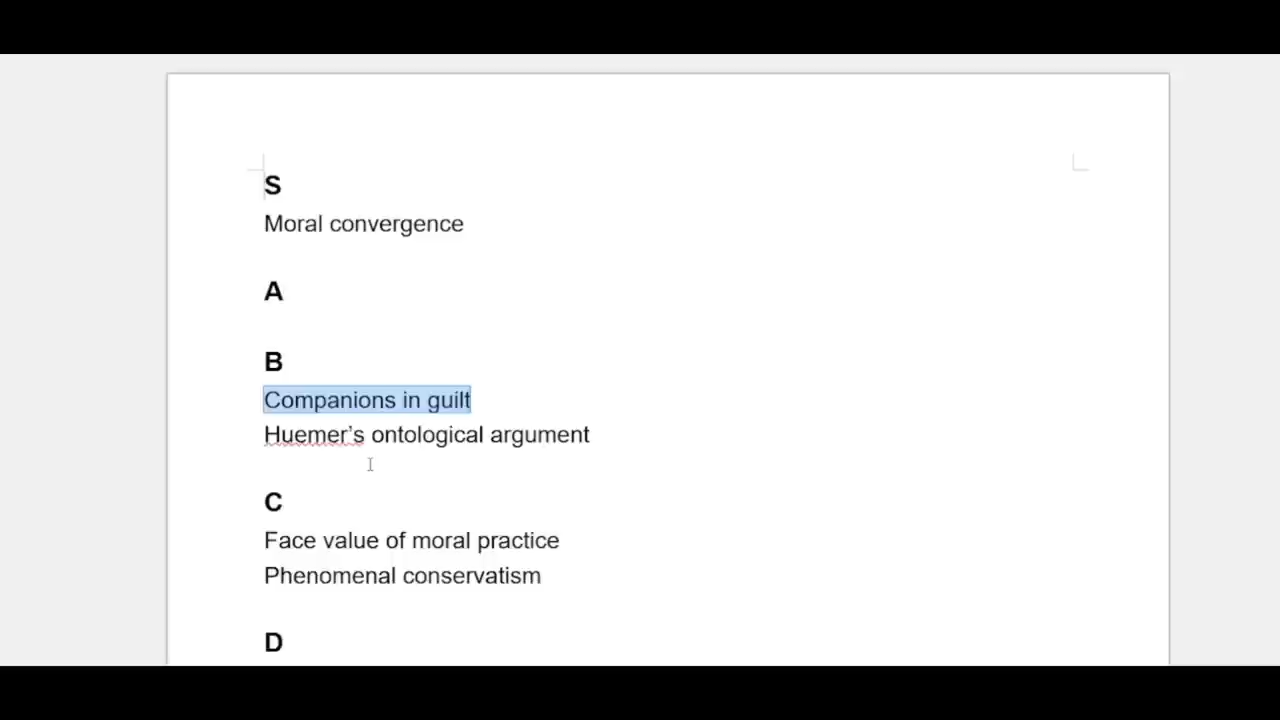 S
Moral convergence
A
B
Companions in guilt
Huemer’s ontological argument
C
Face value of moral practice
Phenomenal conservatism
D